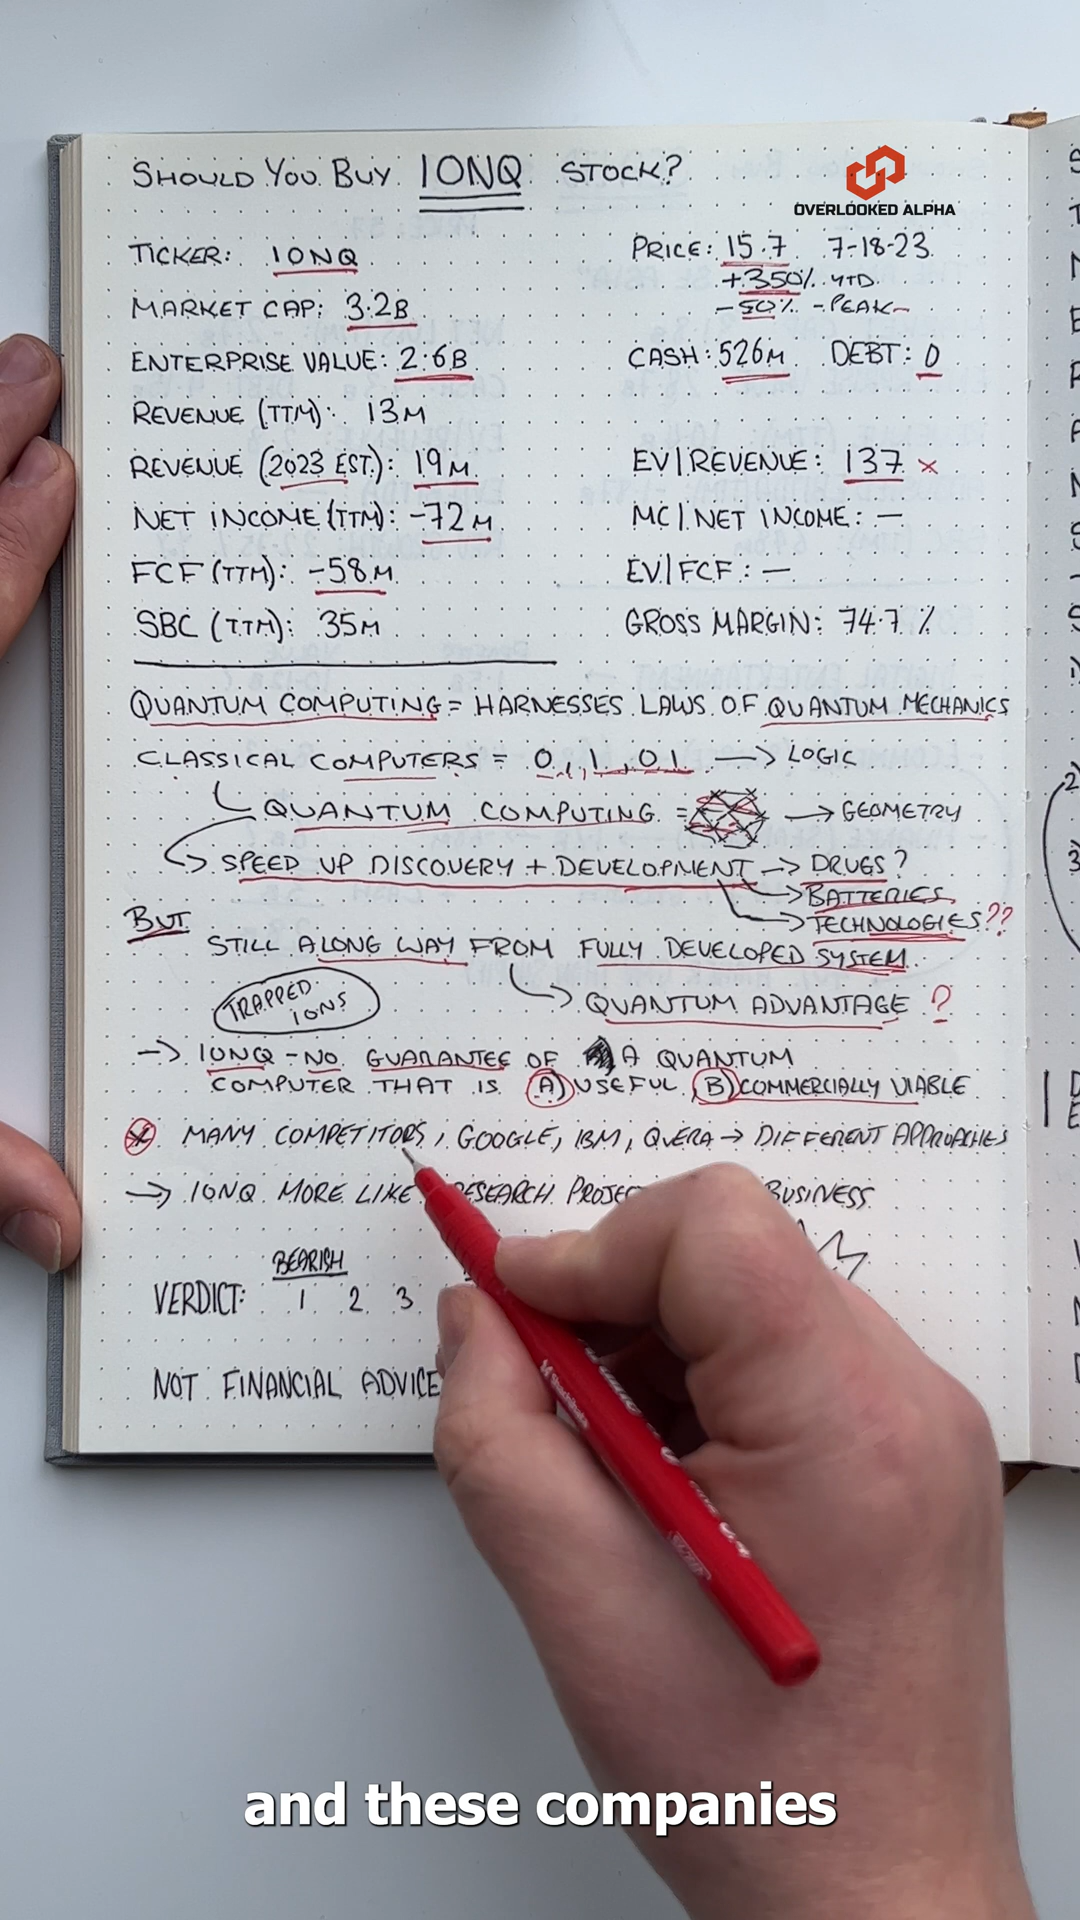 SHOULD YOU BUY IONQ STOCK?
OVERLOOKED ALPHA
TICKER: IONQ
PRICE: 15.7 7-18-23
+350% YTD
-50% -PEAK-
MARKET CAP: 3.2B
ENTERPRISE VALUE: 2.6B
CASH: 526M DEBT: 0
REVENUE (TTM): 13M
REVENUE (2023 EST.): 19M
EV/REVENUE: 137 x
NET INCOME (TTM): -72M
MC/NET INCOME: —
FCF (TTM): -58M
EV/FCF: —
SBC (TTM): 35M
GROSS MARGIN: 74.7%
QUANTUM COMPUTING = HARNESSES LAWS OF QUANTUM MECHANICS
CLASSICAL COMPUTERS = 0, 1, 01 → LOGIC
QUANTUM COMPUTING = → GEOMETRY
→ SPEED UP DISCOVERY + DEVELOPMENT → DRUGS?
→ BATTERIES
→ TECHNOLOGIES??
BUT
STILL A LONG WAY FROM FULLY DEVELOPED SYSTEM
TRAPPED IONS
→ QUANTUM ADVANTAGE?
→ IONQ - NO GUARANTEE OF A QUANTUM
COMPUTER THAT IS A) USEFUL B) COMMERCIALLY VIABLE
MANY COMPETITORS, GOOGLE, IBM, QUERA → DIFFERENT APPROACHES
→ IONQ MORE LIKE RESEARCH BUSINESS
BEARISH
VERDICT: 1 2 3
NOT FINANCIAL ADVICE
and these companies